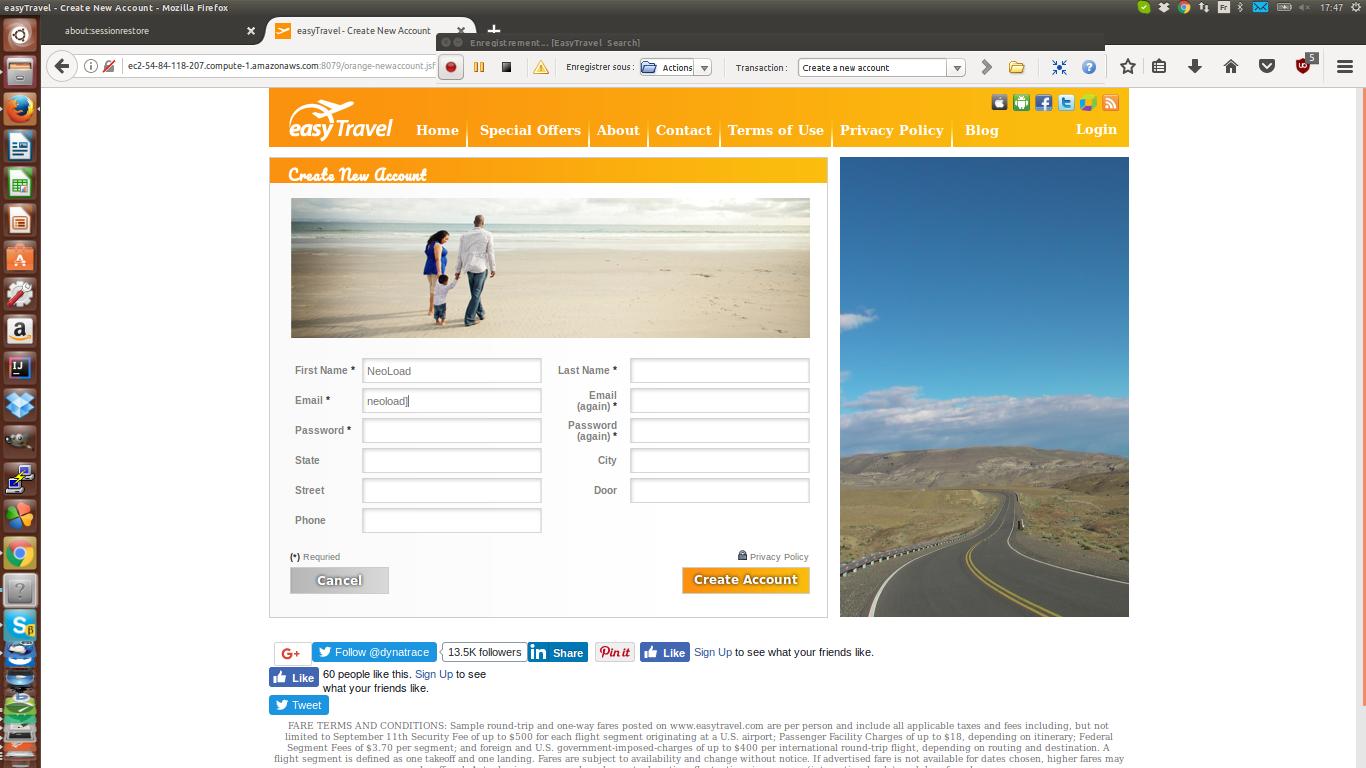 easyTravel - Create New Account - Mozilla Firefox
Fr
17:47
about:sessionrestore
easyTravel - Create New Account
Enregistrement... [EasyTravel Search]
ec2-54-84-118-207.compute-1.amazonaws.com:8079/orange-newaccount.jsf
Enregistrer sous :
Actions
Transaction :
Create a new account
5
easyTravel
Home
Special Offers
About
Contact
Terms of Use
Privacy Policy
Blog
Login
Create New Account
First Name *
NeoLoad
Last Name *
Email *
neoload]
Email
(again) *
Password *
Password
(again) *
State
City
Street
Door
Phone
(*) Requried
Privacy Policy
Cancel
Create Account
G+
Follow @dynatrace
13.5K followers
in Share
Pin it
Like
Sign Up to see what your friends like.
Like
60 people like this. Sign Up to see
what your friends like.
Tweet
FARE TERMS AND CONDITIONS: Sample round-trip and one-way fares posted on www.easytravel.com are per person and include all applicable taxes and fees including, but not
limited to September 11th Security Fee of up to $500 for each flight segment originating at a U.S. airport; Passenger Facility Charges of up to $18, depending on itinerary; Federal
Segment Fees of $3.70 per segment; and foreign and U.S. government-imposed-charges of up to $400 per international round-trip flight, depending on routing and destination. A
flight segment is defined as one takeoff and one landing. Fares are subject to availability and change without notice. If advertised fare is not available for dates chosen, higher fares may